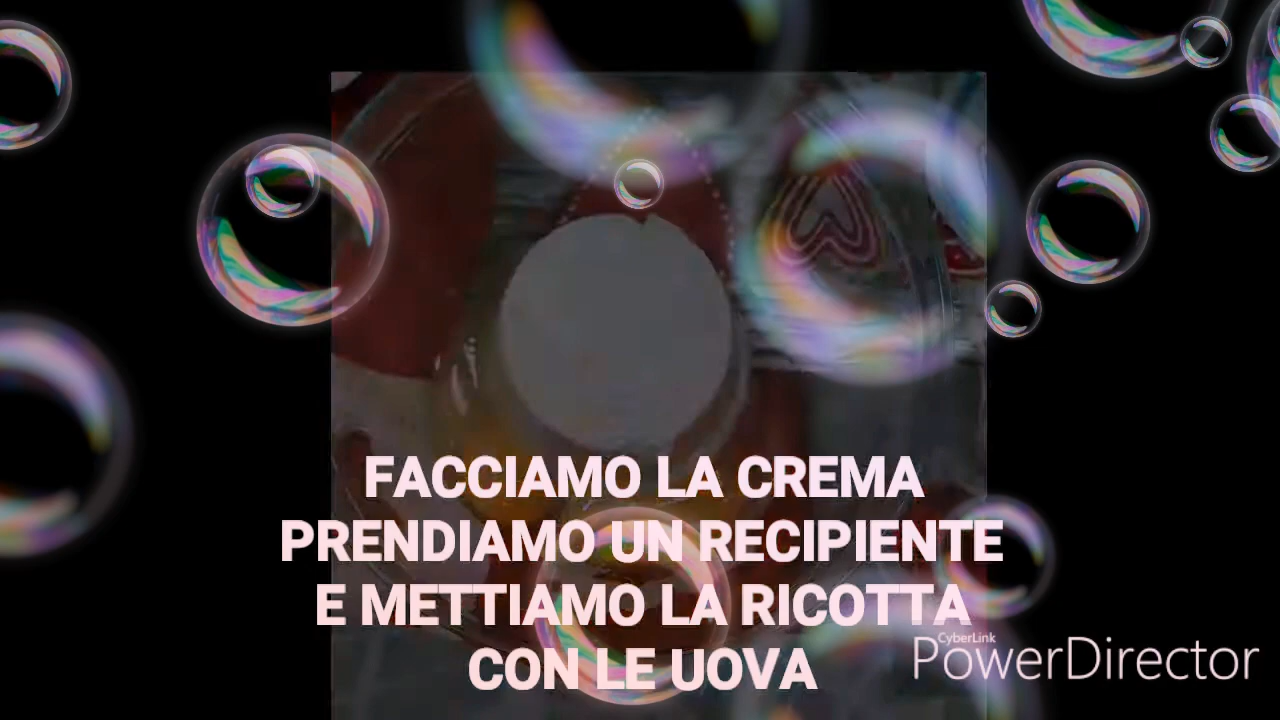 FACCIAMO LA CREMA
PRENDIAMO UN RECIPIENTE
E METTIAMO LA RICOTTA
CON LE UOVA
CyberLink
PowerDirector